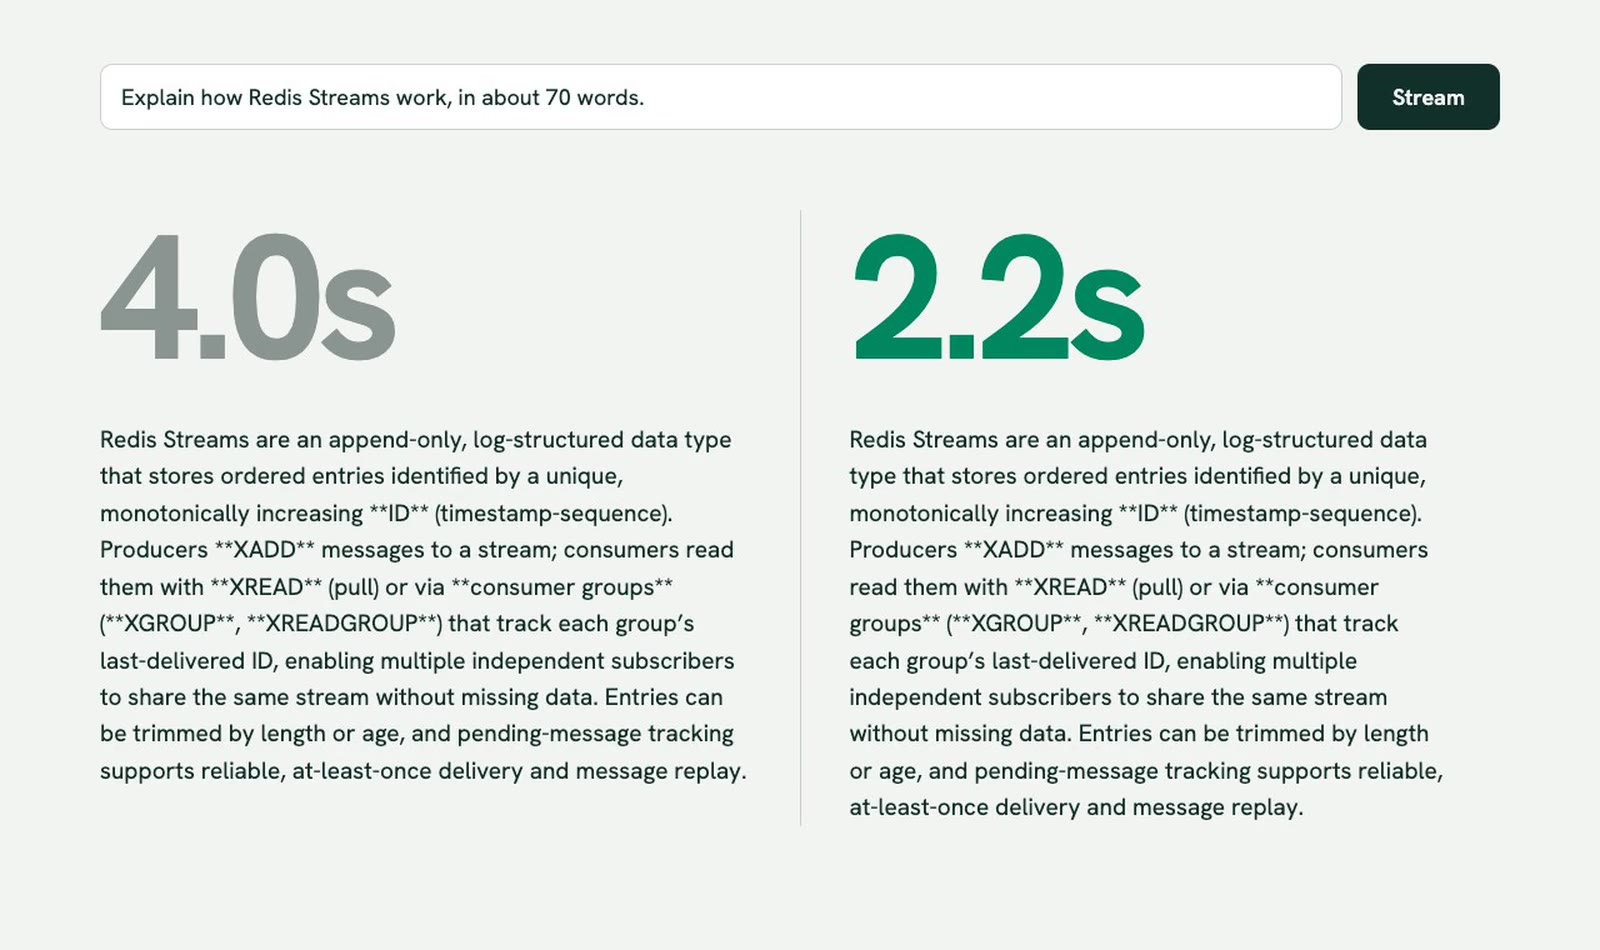 Explain how Redis Streams work, in about 70 words.
Stream
4.0s
Redis Streams are an append-only, log-structured data type
that stores ordered entries identified by a unique,
monotonically increasing **ID** (timestamp-sequence).
Producers **XADD** messages to a stream; consumers read
them with **XREAD** (pull) or via **consumer groups**
(**XGROUP**, **XREADGROUP**) that track each group’s
last-delivered ID, enabling multiple independent subscribers
to share the same stream without missing data. Entries can
be trimmed by length or age, and pending-message tracking
supports reliable, at-least-once delivery and message replay.
2.2s
Redis Streams are an append-only, log-structured data
type that stores ordered entries identified by a unique,
monotonically increasing **ID** (timestamp-sequence).
Producers **XADD** messages to a stream; consumers
read them with **XREAD** (pull) or via **consumer
groups** (**XGROUP**, **XREADGROUP**) that track
each group’s last-delivered ID, enabling multiple
independent subscribers to share the same stream
without missing data. Entries can be trimmed by length
or age, and pending-message tracking supports reliable,
at-least-once delivery and message replay.